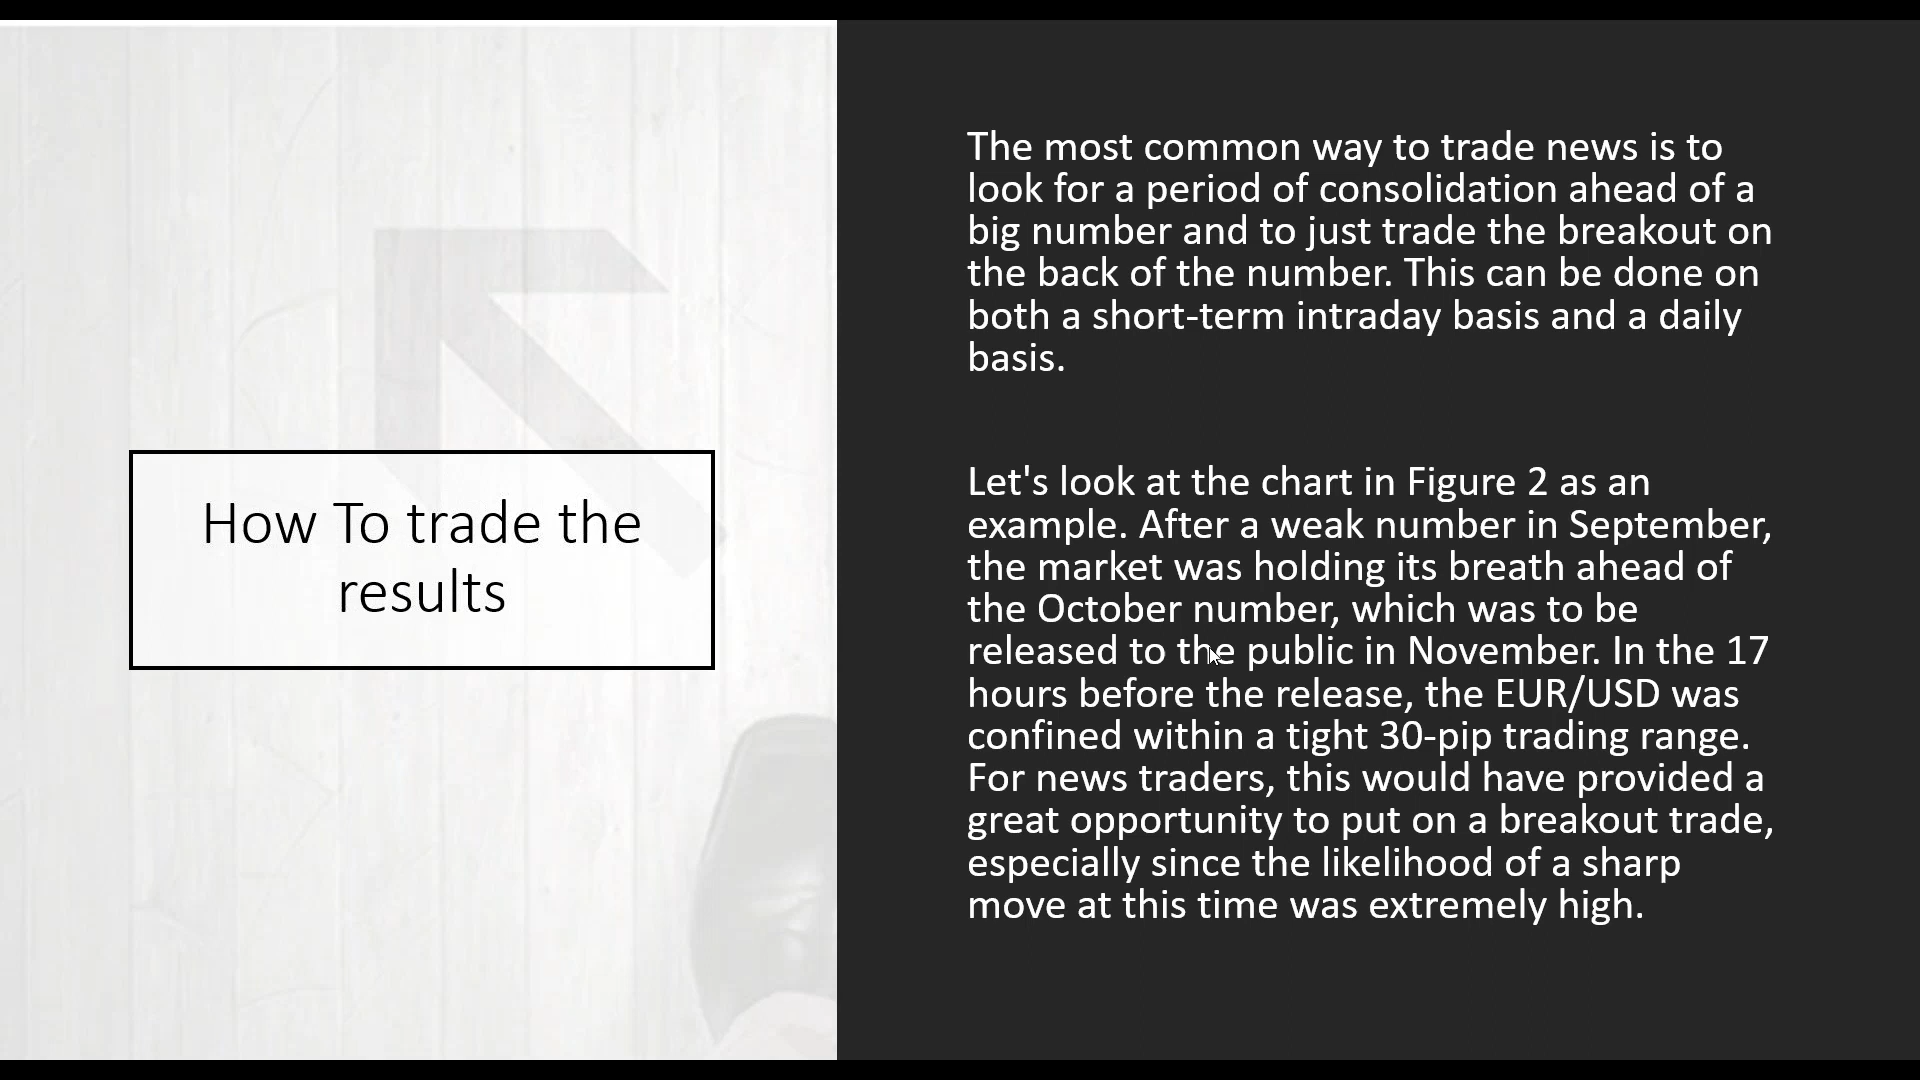 How To trade the
results
The most common way to trade news is to
look for a period of consolidation ahead of a
big number and to just trade the breakout on
the back of the number. This can be done on
both a short-term intraday basis and a daily
basis.
Let's look at the chart in Figure 2 as an
example. After a weak number in September,
the market was holding its breath ahead of
the October number, which was to be
released to the public in November. In the 17
hours before the release, the EUR/USD was
confined within a tight 30-pip trading range.
For news traders, this would have provided a
great opportunity to put on a breakout trade,
especially since the likelihood of a sharp
move at this time was extremely high.